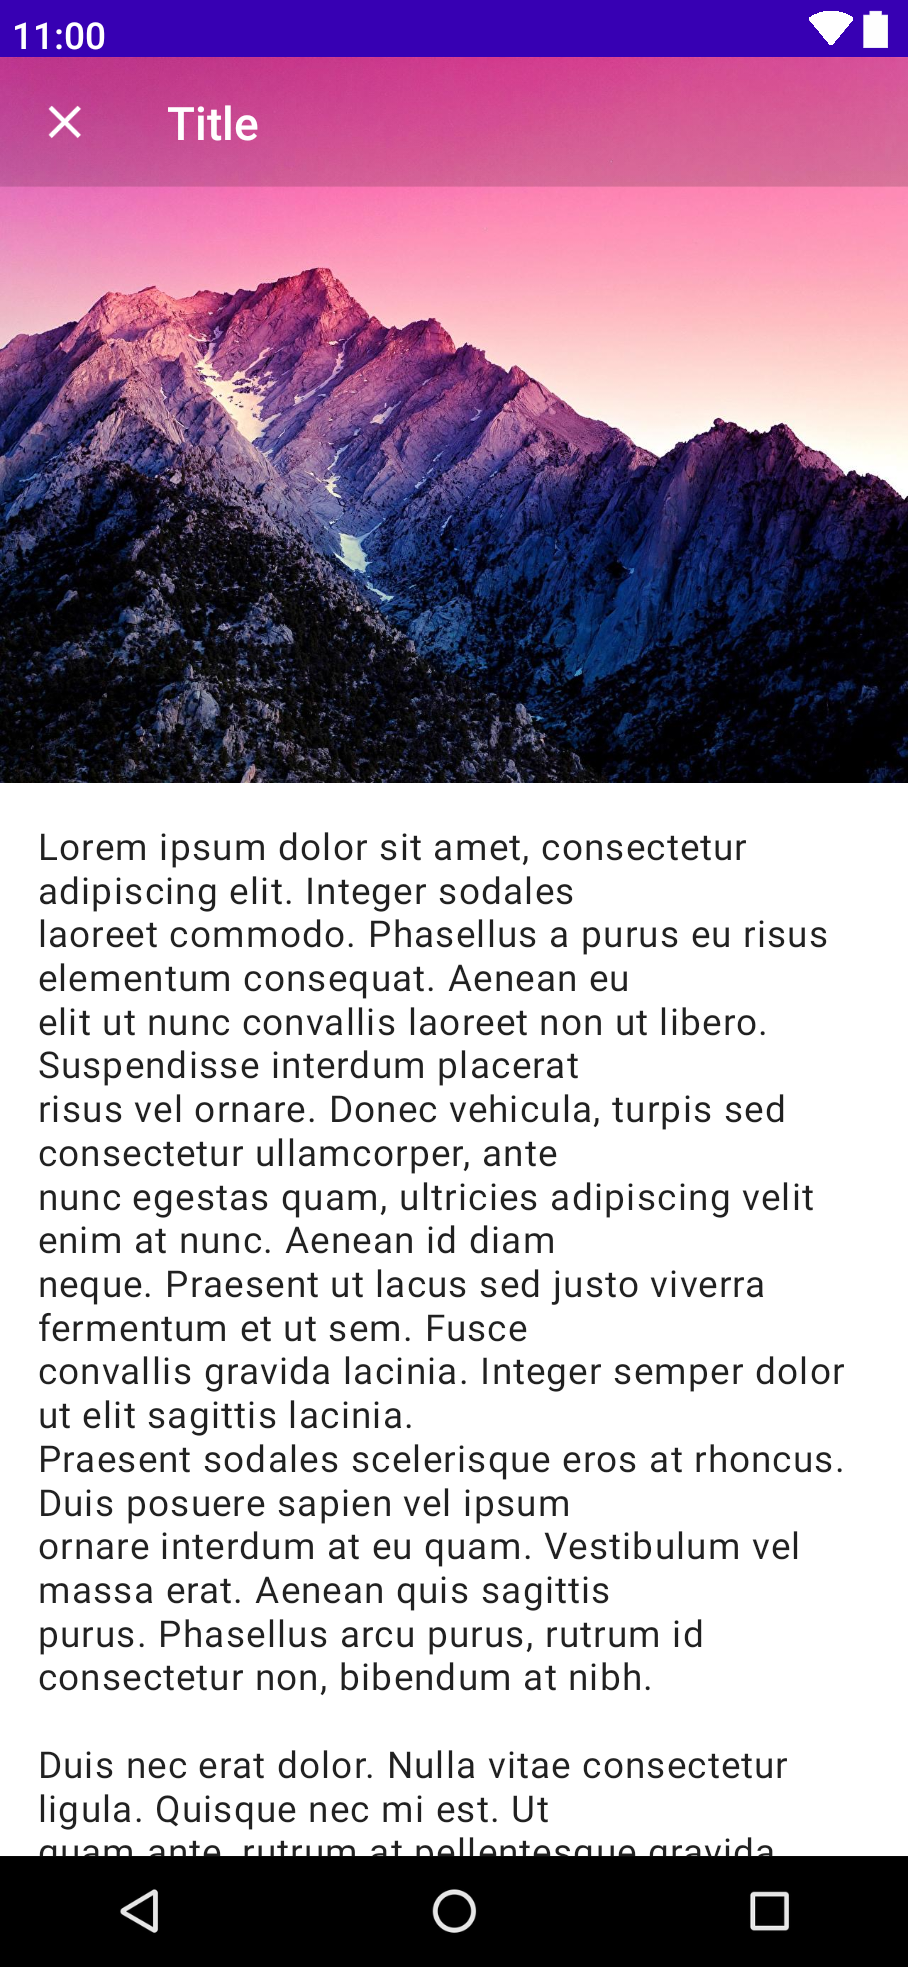 11:00
Title
Lorem ipsum dolor sit amet, consectetur
adipiscing elit. Integer sodales
laoreet commodo. Phasellus a purus eu risus
elementum consequat. Aenean eu
elit ut nunc convallis laoreet non ut libero.
Suspendisse interdum placerat
risus vel ornare. Donec vehicula, turpis sed
consectetur ullamcorper, ante
nunc egestas quam, ultricies adipiscing velit
enim at nunc. Aenean id diam
neque. Praesent ut lacus sed justo viverra
fermentum et ut sem. Fusce
convallis gravida lacinia. Integer semper dolor
ut elit sagittis lacinia.
Praesent sodales scelerisque eros at rhoncus.
Duis posuere sapien vel ipsum
ornare interdum at eu quam. Vestibulum vel
massa erat. Aenean quis sagittis
purus. Phasellus arcu purus, rutrum id
consectetur non, bibendum at nibh.
Duis nec erat dolor. Nulla vitae consectetur
ligula. Quisque nec mi est. Ut
quam ante, rutrum at pellentesque gravida,